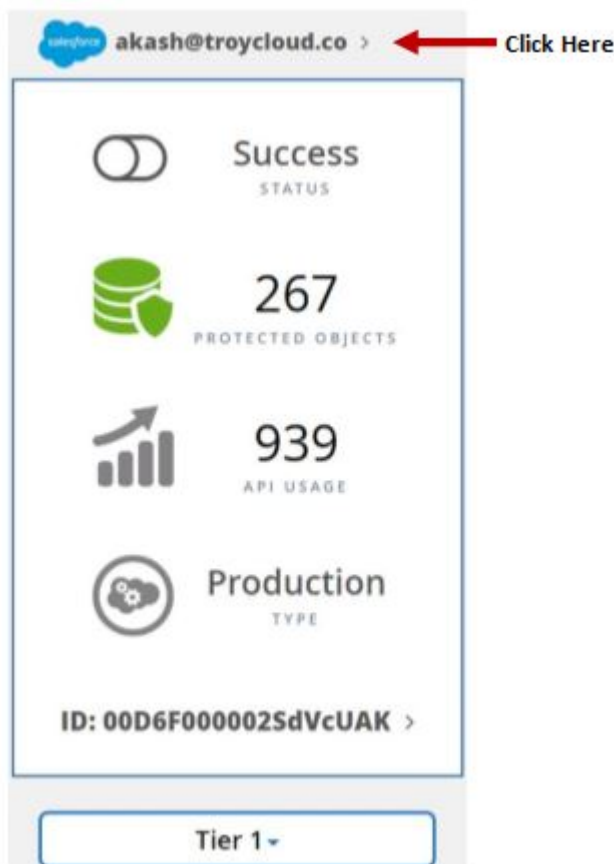 salesforce akash@troycloud.co > Click Here
Success
STATUS
267
PROTECTED OBJECTS
939
API USAGE
Production
TYPE
ID: 00D6F000002SdVcUAK >
Tier 1